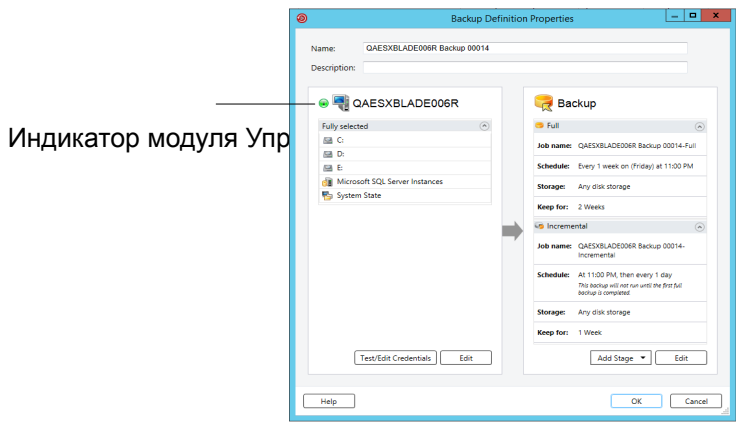 Backup Definition Properties
Name: QAESXBLADE006R Backup 00014
Description:
Индикатор модуля Упр
QAESXBLADE006R
Fully selected
C:
D:
E:
Microsoft SQL Server Instances
System State
Test/Edit Credentials
Edit
Backup
Full
Job name: QAESXBLADE006R Backup 00014-Full
Schedule: Every 1 week on (Friday) at 11:00 PM
Storage: Any disk storage
Keep for: 2 Weeks
Incremental
Job name: QAESXBLADE006R Backup 00014-
Incremental
Schedule: At 11:00 PM, then every 1 day
This backup will not run until the first full
backup is completed.
Storage: Any disk storage
Keep for: 1 Week
Add Stage
Edit
Help
OK
Cancel